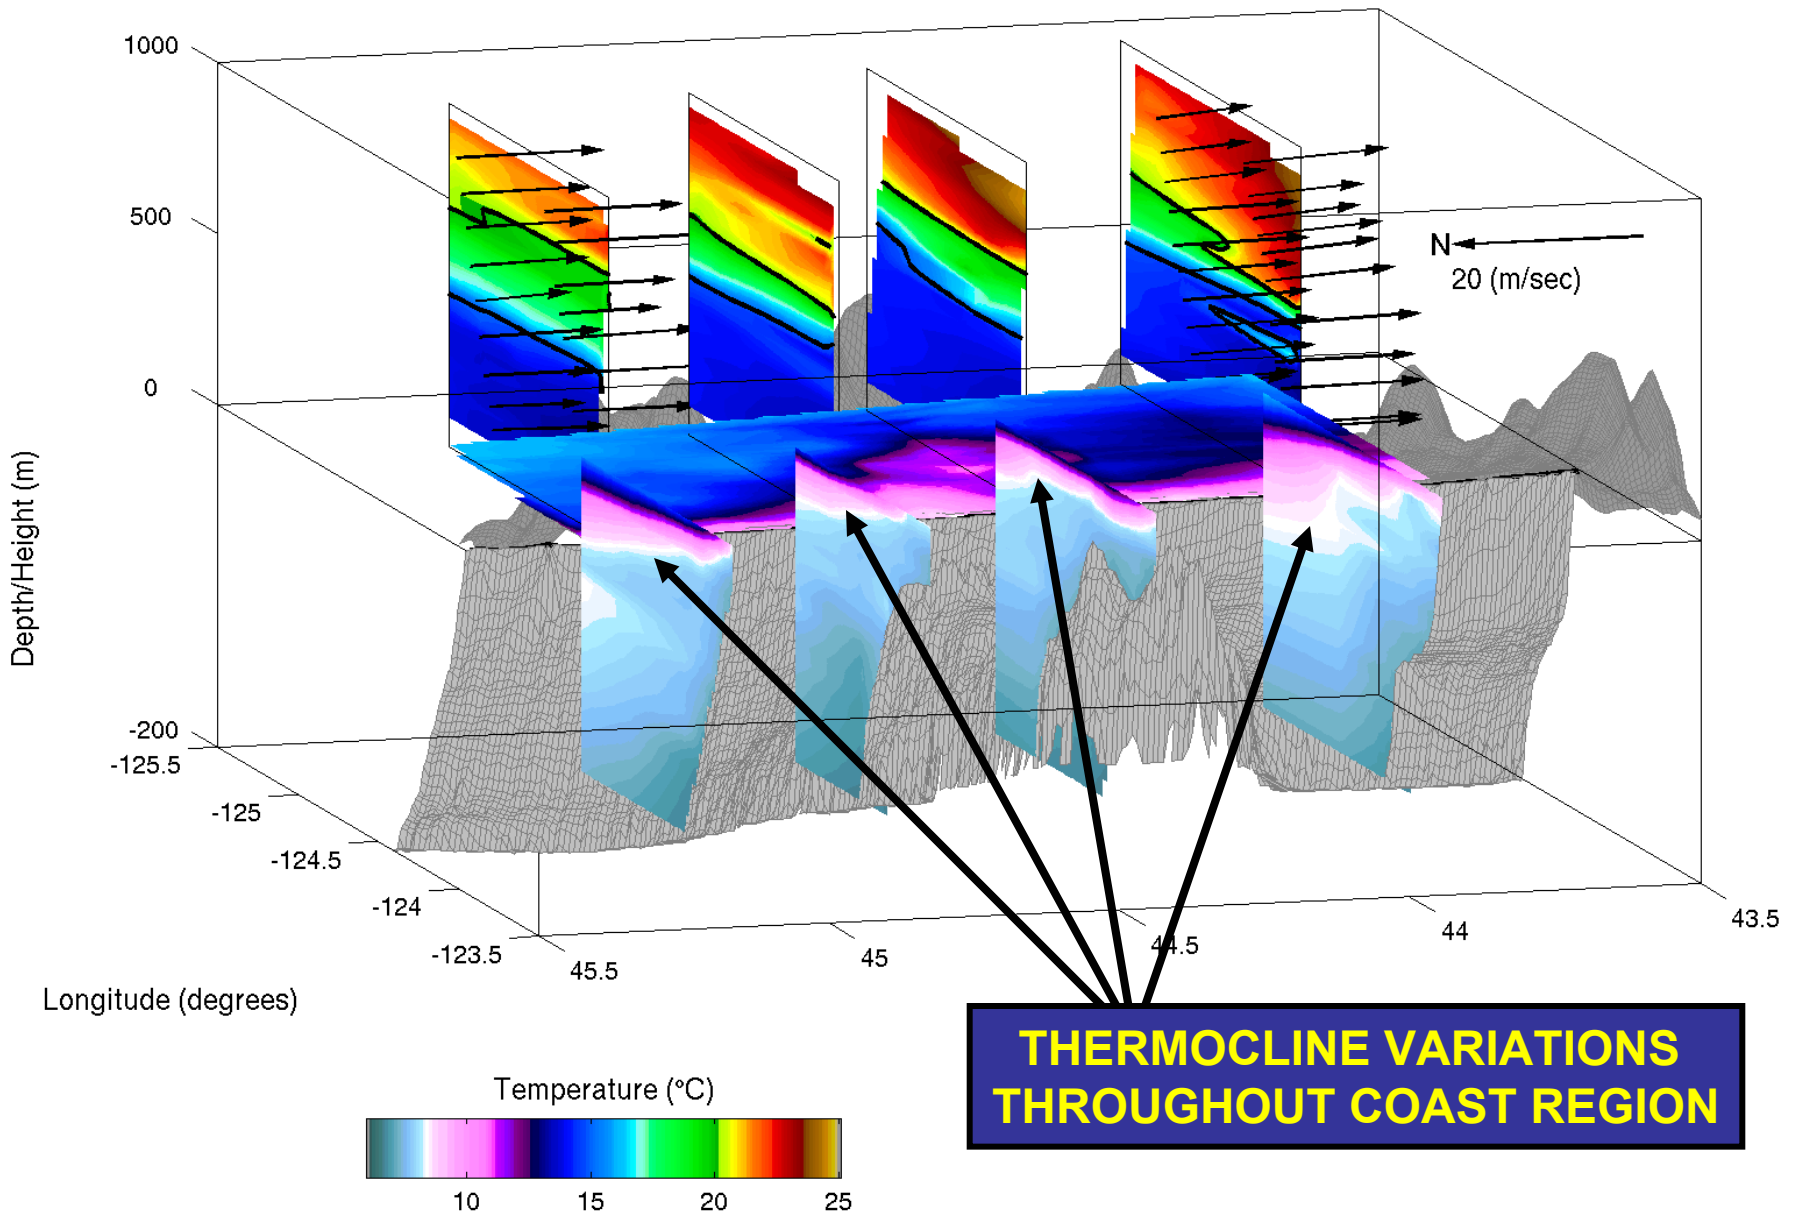 1000
500
0
-200
Depth/Height (m)
-125.5
-125
-124.5
-124
-123.5
Longitude (degrees)
45.5
45
44.5
44
43.5
N
20 (m/sec)
THERMOCLINE VARIATIONS
THROUGHOUT COAST REGION
Temperature (°C)
10
15
20
25